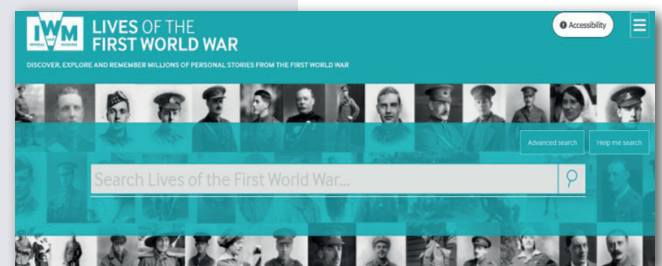 IWM
LIVES OF THE
FIRST WORLD WAR
Accessibility
DISCOVER, EXPLORE AND REMEMBER MILLIONS OF PERSONAL STORIES FROM THE FIRST WORLD WAR
Advanced search
Help me search
Search Lives of the First World War...